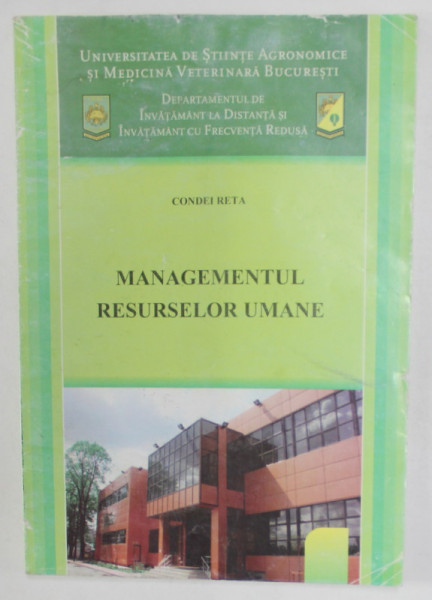 UNIVERSITATEA DE ȘTIINȚE AGRONOMICE
ȘI MEDICINĂ VETERINARĂ BUCUREȘTI
DEPARTAMENTUL DE
ÎNVĂȚĂMÂNT LA DISTANȚĂ ȘI
ÎNVĂȚĂMÂNT CU FRECVENȚĂ REDUSĂ
CONDEI RETA
MANAGEMENTUL
RESURSELOR UMANE